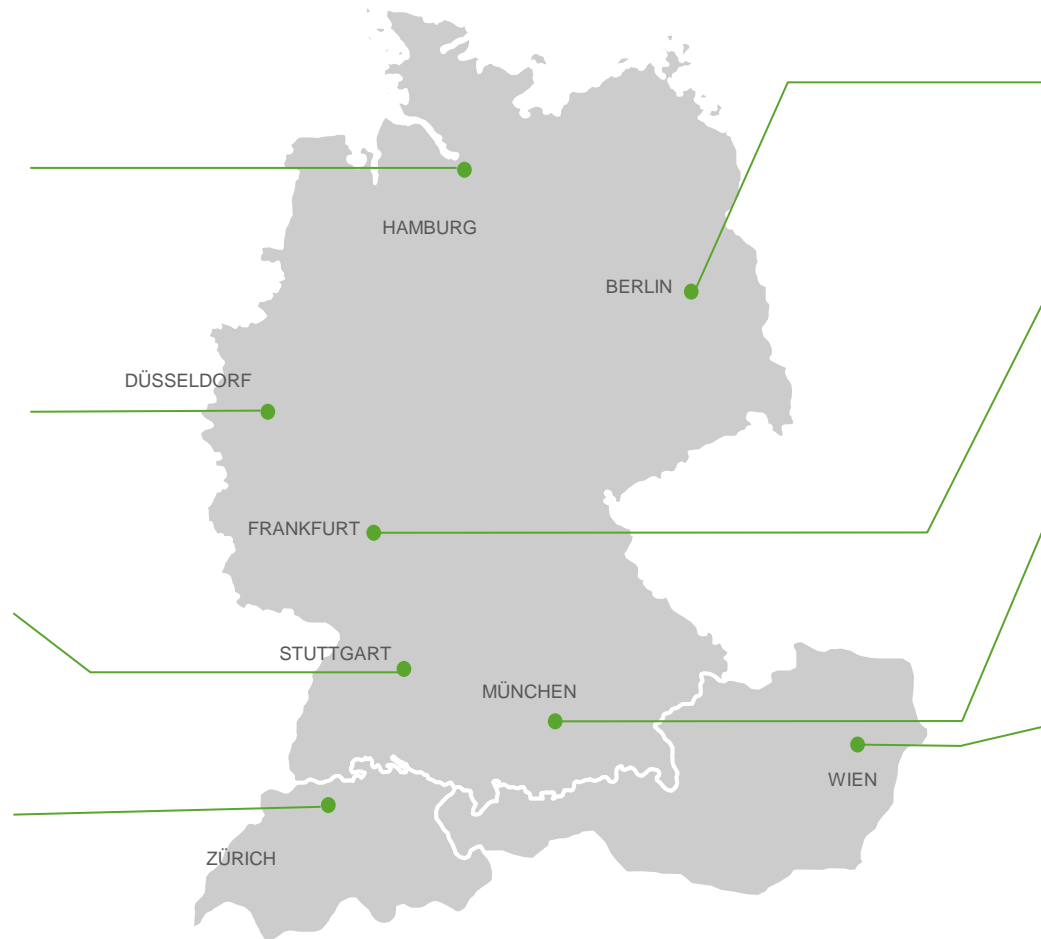 HAMBURG
BERLIN
DÜSSELDORF
FRANKFURT
STUTTGART
MÜNCHEN
WIEN
ZÜRICH